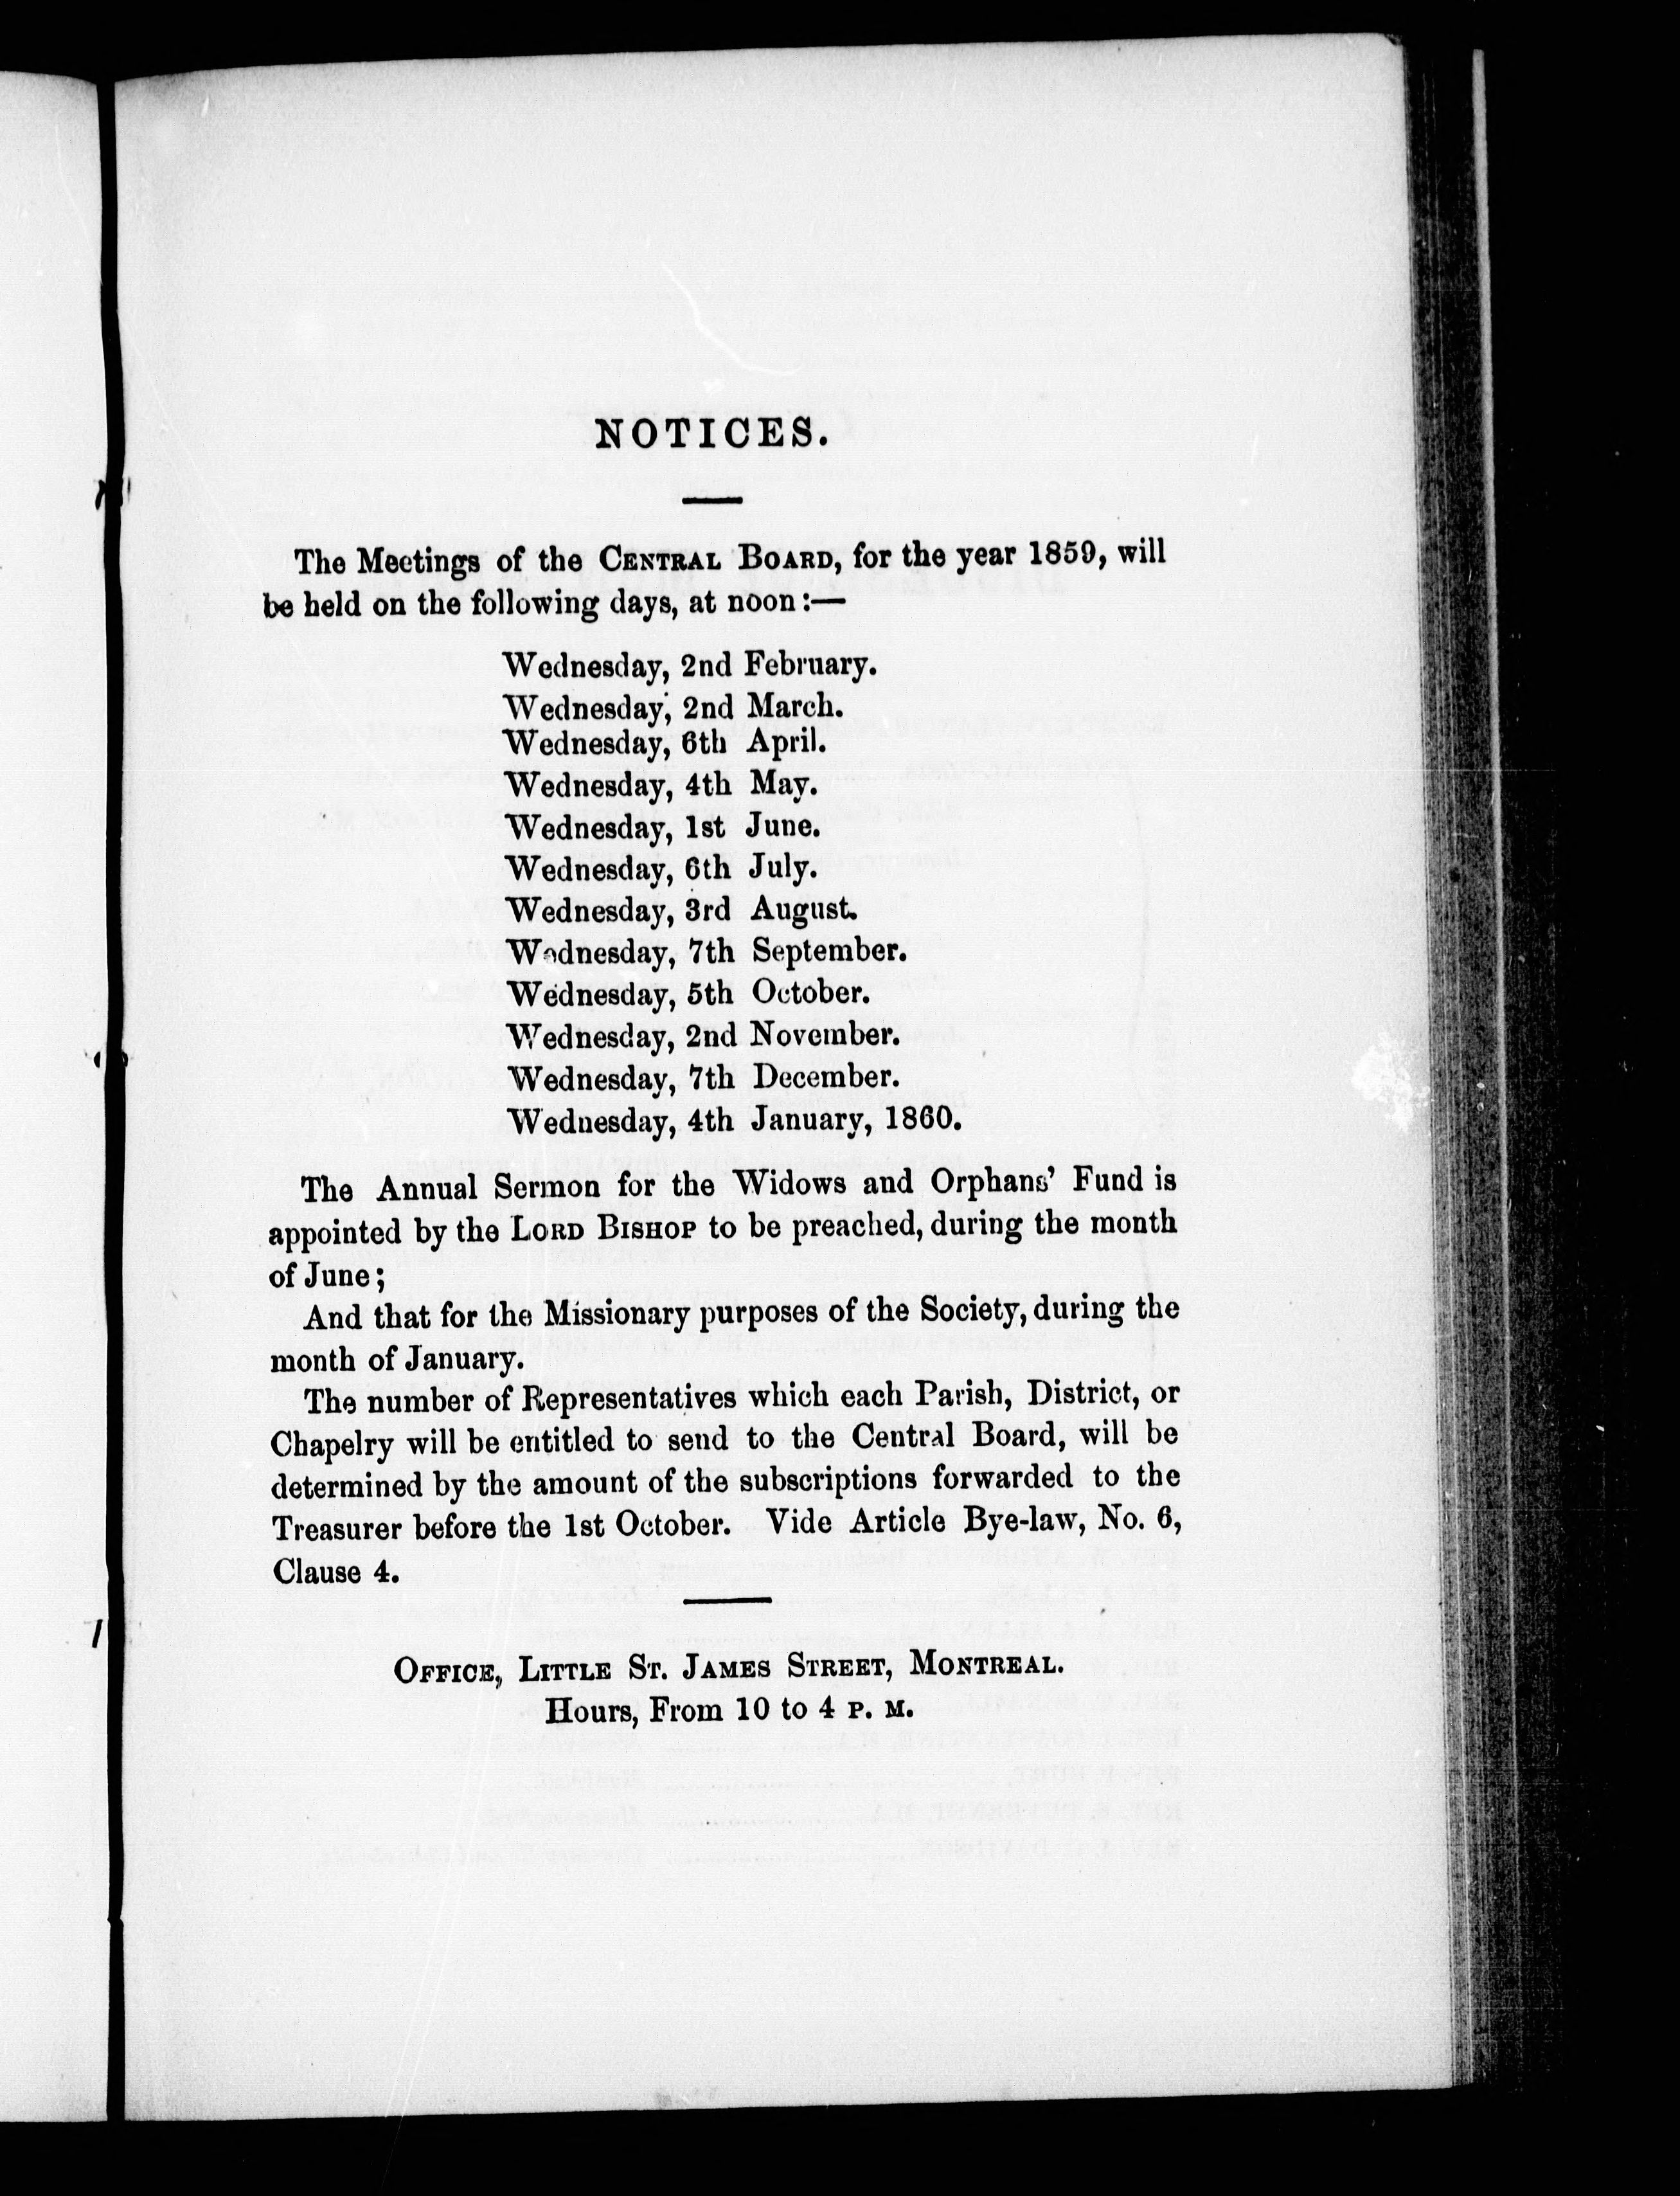 NOTICES.
The Meetings of the CENTRAL BOARD, for the year 1859, will
be held on the following days, at noon:—
Wednesday, 2nd February.
Wednesday, 2nd March.
Wednesday, 6th April.
Wednesday, 4th May.
Wednesday, 1st June.
Wednesday, 6th July.
Wednesday, 3rd August.
Wednesday, 7th September.
Wednesday, 5th October.
Wednesday, 2nd November.
Wednesday, 7th December.
Wednesday, 4th January, 1860.
The Annual Sermon for the Widows and Orphans' Fund is
appointed by the LORD BISHOP to be preached, during the month
of June;
And that for the Missionary purposes of the Society, during the
month of January.
The number of Representatives which each Parish, District, or
Chapelry will be entitled to send to the Central Board, will be
determined by the amount of the subscriptions forwarded to the
Treasurer before the 1st October. Vide Article Bye-law, No. 6,
Clause 4.
OFFICE, LITTLE ST. JAMES STREET, MONTREAL.
Hours, From 10 to 4 P. M.